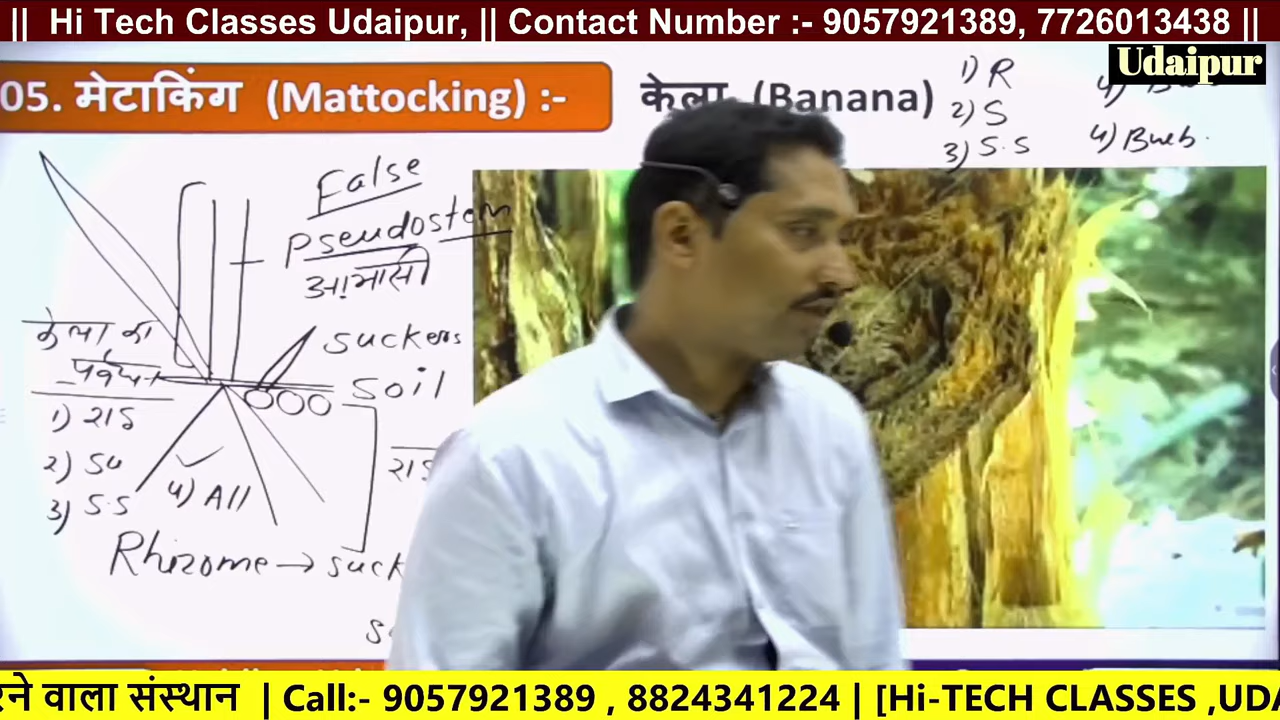 || Hi Tech Classes Udaipur, || Contact Number :- 9057921389, 7726013438 ||
Udaipur
05. मेटाकिंग (Mattocking) :-
केला (Banana)
1) R
2) S
3) S.S
4) Bulb.
False
Pseudostem
आभासी
suckers
Soil
केला का
1) राइ
2) Su
3) S.S
4) All
राइ
Rhizome → suck
रने वाला संस्थान | Call:- 9057921389 , 8824341224 | [Hi-TECH CLASSES ,UDA